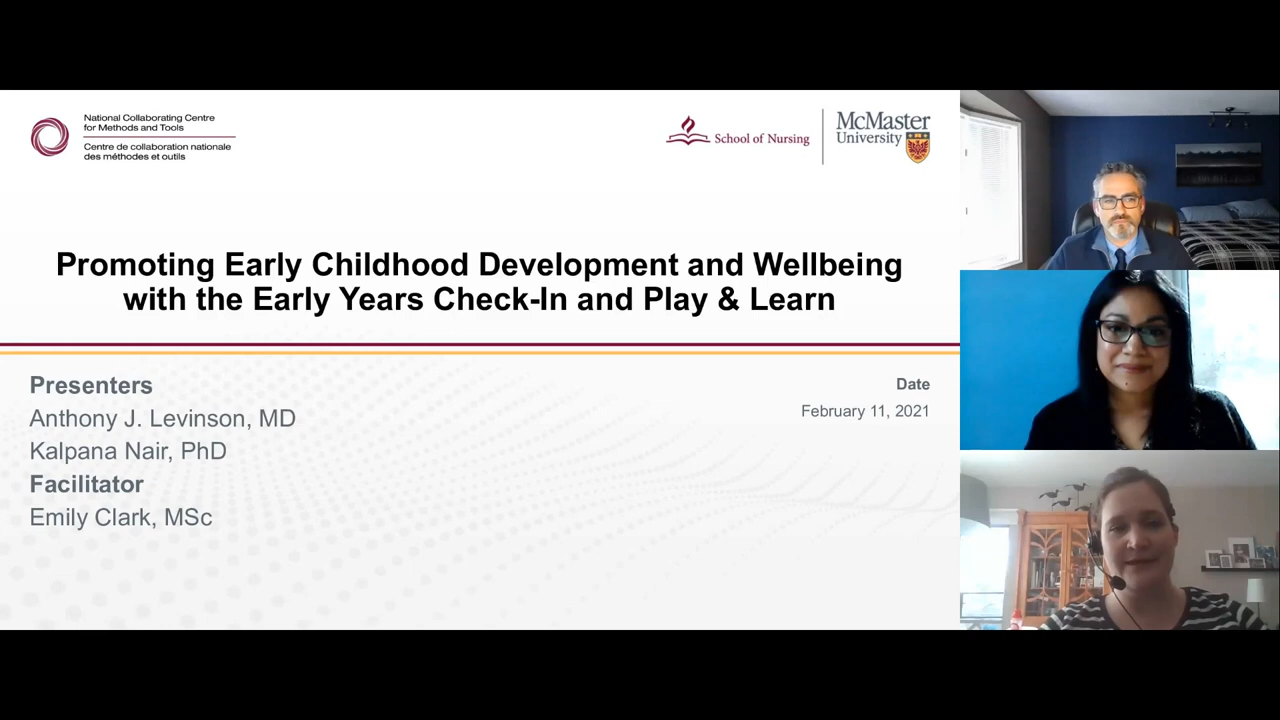 National Collaborating Centre
for Methods and Tools
Centre de collaboration nationale
des méthodes et outils
School of Nursing
McMaster
University
Promoting Early Childhood Development and Wellbeing
with the Early Years Check-In and Play & Learn
Presenters
Anthony J. Levinson, MD
Kalpana Nair, PhD
Facilitator
Emily Clark, MSc
Date
February 11, 2021